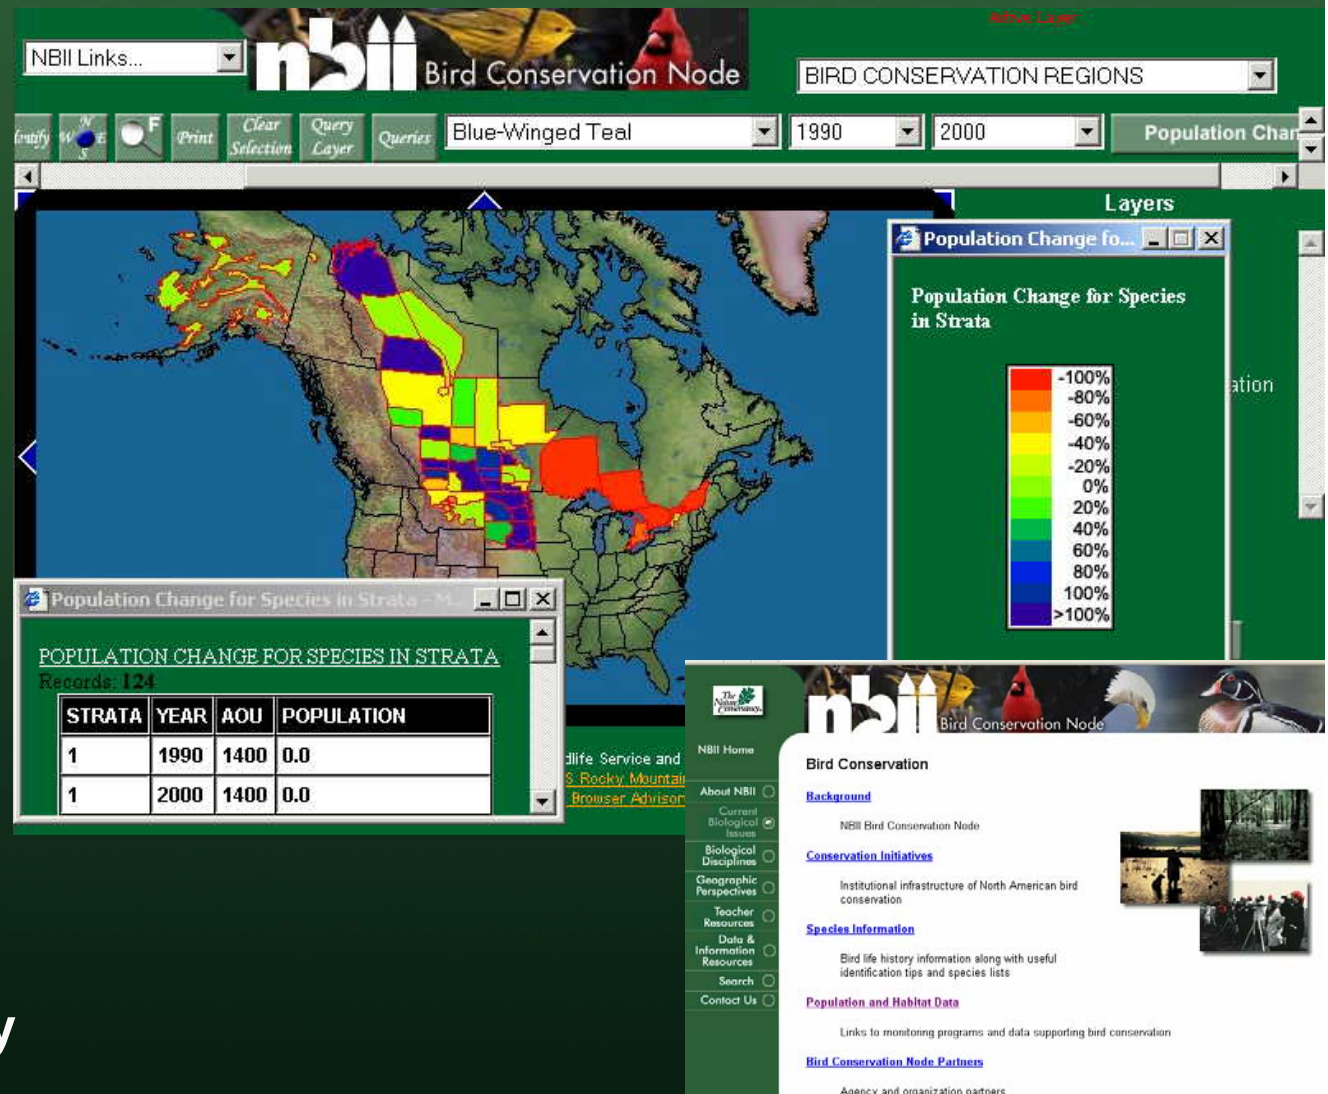 Active Layer
NBII Links...
nbii
Bird Conservation Node
BIRD CONSERVATION REGIONS
N
W E
S
F
Print
Clear
Selection
Query
Layer
Queries
Blue-Winged Teal
1990
2000
Population Chan
Layers
Population Change fo...
Population Change for Species
in Strata
-100%
-80%
-60%
-40%
-20%
0%
20%
40%
60%
80%
100%
>100%
ation
Population Change for Species in Strata - M...
POPULATION CHANGE FOR SPECIES IN STRATA
Records: 124
STRATA YEAR AOU POPULATION
1 1990 1400 0.0
1 2000 1400 0.0
dlife Service and
S Rocky Mountai
Browser Advisor
The
Nature
Conservancy
nbii
Bird Conservation Node
NBII Home
About NBII
Current
Biological
Issues
Biological
Disciplines
Geographic
Perspectives
Teacher
Resources
Data &
Information
Resources
Search
Contact Us
Bird Conservation
Background
NBII Bird Conservation Node
Conservation Initiatives
Institutional infrastructure of North American bird
conservation
Species Information
Bird life history information along with useful
identification tips and species lists
Population and Habitat Data
Links to monitoring programs and data supporting bird conservation
Bird Conservation Node Partners
Agency and organization partners
y